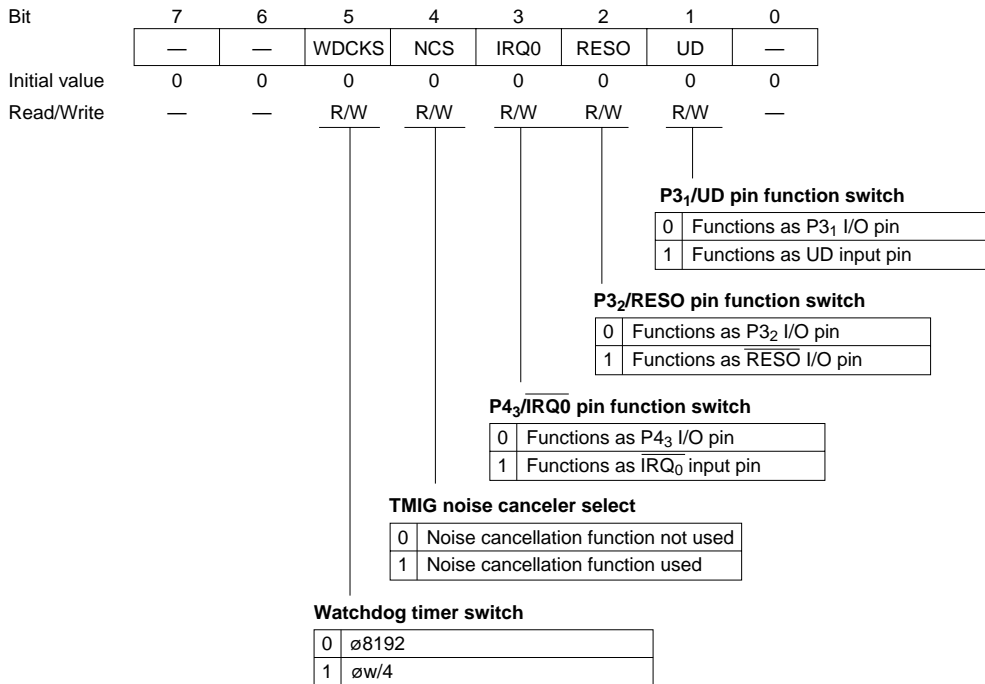 Bit 7 6 5 4 3 2 1 0
— — WDCKS NCS IRQ0 RESO UD —
Initial value 0 0 0 0 0 0 0 0
Read/Write — — R/W R/W R/W R/W R/W —
P3₁/UD pin function switch
0 Functions as P3₁ I/O pin
1 Functions as UD input pin
P3₂/RESO pin function switch
0 Functions as P3₂ I/O pin
1 Functions as R̅E̅S̅O̅ I/O pin
P4₃/I̅R̅Q̅0̅ pin function switch
0 Functions as P4₃ I/O pin
1 Functions as I̅R̅Q̅₀̅ input pin
TMIG noise canceler select
0 Noise cancellation function not used
1 Noise cancellation function used
Watchdog timer switch
0 ø8192
1 øw/4